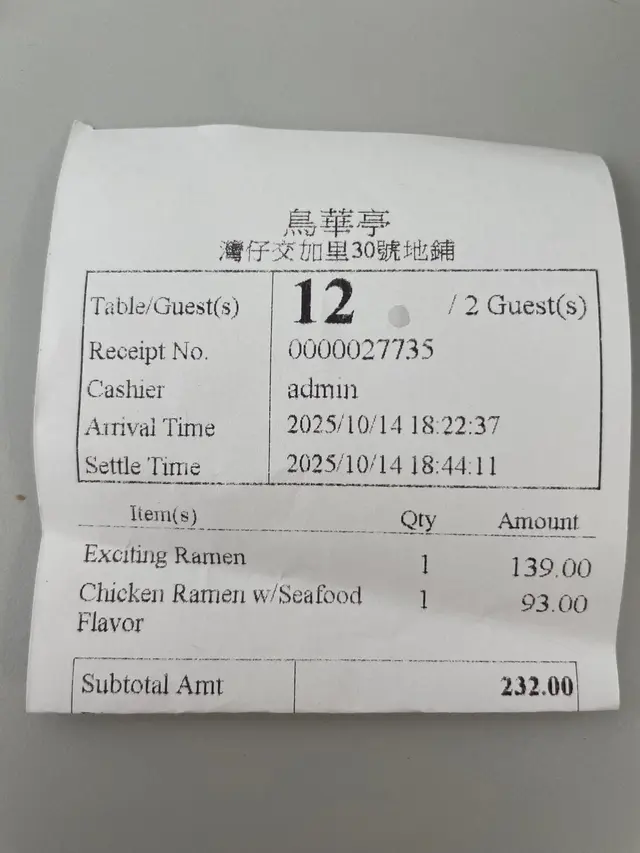 鳥華亭
灣仔交加里30號地鋪
Table/Guest(s) 12 / 2 Guest(s)
Receipt No. 0000027735
Cashier admin
Arrival Time 2025/10/14 18:22:37
Settle Time 2025/10/14 18:44:11
Item(s) Qty Amount
Exciting Ramen 1 139.00
Chicken Ramen w/Seafood 1 93.00
Flavor
Subtotal Amt 232.00